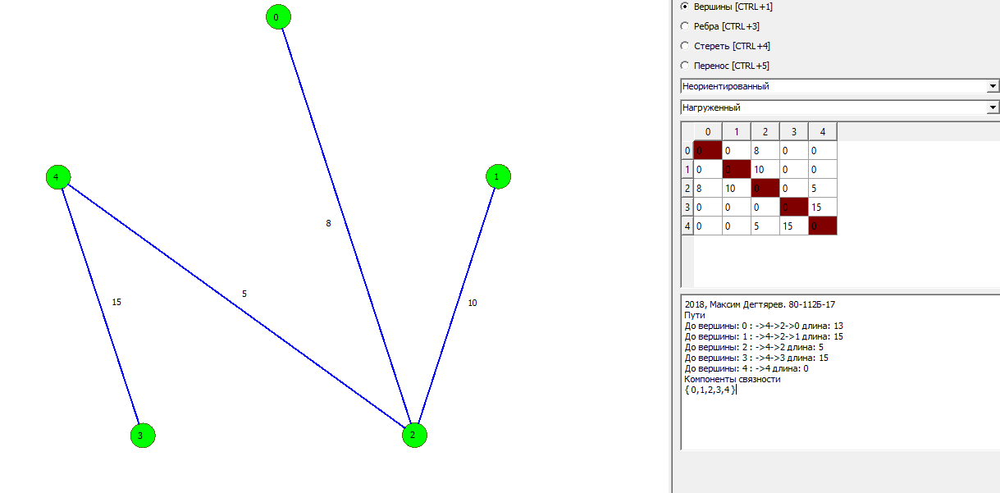 0
4
1
8
5
15
10
3
2
Вершины [CTRL+1]
Ребра [CTRL+3]
Стереть [CTRL+4]
Перенос [CTRL+5]
Неориентированный
Нагруженный
0 1 2 3 4
0 0 0 8 0 0
1 0 0 10 0 0
2 8 10 0 0 5
3 0 0 0 0 15
4 0 0 5 15 0
2018, Максим Дегтярев. 80-112Б-17
Пути
До вершины: 0 : ->4->2->0 длина: 13
До вершины: 1 : ->4->2->1 длина: 15
До вершины: 2 : ->4->2 длина: 5
До вершины: 3 : ->4->3 длина: 15
До вершины: 4 : ->4 длина: 0
Компоненты связности
{ 0,1,2,3,4 }